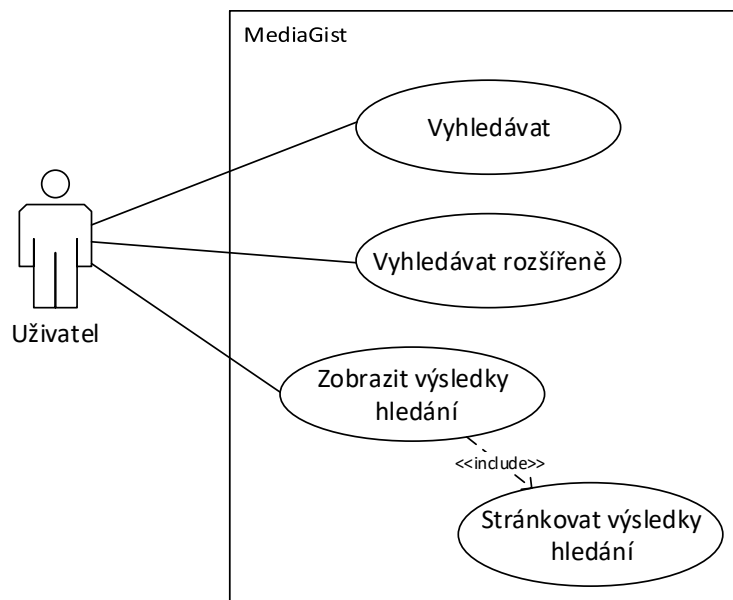 MediaGist
Vyhledávat
Vyhledávat rozšířeně
Uživatel
Zobrazit výsledky
hledání
<<include>>
Stránkovat výsledky
hledání